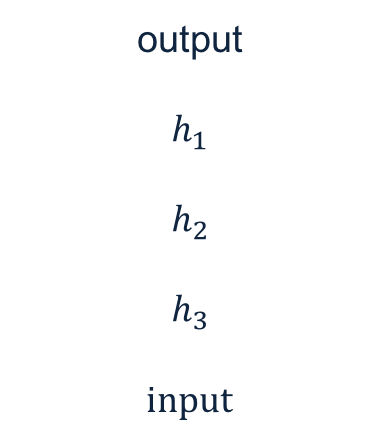 output
h₁
h₂
h₃
input